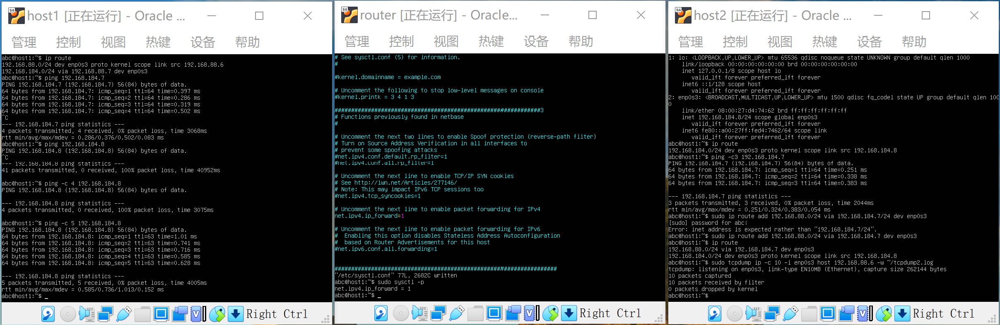 host1 [正在运行] - Oracle ...
管理 控制 视图 热键 设备 帮助
abc@host1:~$ ip route
192.168.88.0/24 dev enp0s3 proto kernel scope link src 192.168.88.6
192.168.184.0/24 via 192.168.88.7 dev enp0s3
abc@host1:~$ ping 192.168.184.7
PING 192.168.184.7 (192.168.184.7) 56(84) bytes of data.
64 bytes from 192.168.184.7: icmp_seq=1 ttl=64 time=0.397 ms
64 bytes from 192.168.184.7: icmp_seq=2 ttl=64 time=0.286 ms
64 bytes from 192.168.184.7: icmp_seq=3 ttl=64 time=0.319 ms
64 bytes from 192.168.184.7: icmp_seq=4 ttl=64 time=0.502 ms
^C
--- 192.168.184.7 ping statistics ---
4 packets transmitted, 4 received, 0% packet loss, time 3068ms
rtt min/avg/max/mdev = 0.286/0.376/0.502/0.083 ms
abc@host1:~$ ping 192.168.184.8
PING 192.168.184.8 (192.168.184.8) 56(84) bytes of data.
^C
--- 192.168.184.8 ping statistics ---
41 packets transmitted, 0 received, 100% packet loss, time 40952ms
abc@host1:~$ ping -c 4 192.168.184.8
PING 192.168.184.8 (192.168.184.8) 56(84) bytes of data.
--- 192.168.184.8 ping statistics ---
4 packets transmitted, 0 received, 100% packet loss, time 3075ms
abc@host1:~$ ping -c 5 192.168.184.8
PING 192.168.184.8 (192.168.184.8) 56(84) bytes of data.
64 bytes from 192.168.184.8: icmp_seq=1 ttl=63 time=1.01 ms
64 bytes from 192.168.184.8: icmp_seq=2 ttl=63 time=0.741 ms
64 bytes from 192.168.184.8: icmp_seq=3 ttl=63 time=0.716 ms
64 bytes from 192.168.184.8: icmp_seq=4 ttl=63 time=0.585 ms
64 bytes from 192.168.184.8: icmp_seq=5 ttl=63 time=0.628 ms
--- 192.168.184.8 ping statistics ---
5 packets transmitted, 5 received, 0% packet loss, time 4005ms
rtt min/avg/max/mdev = 0.585/0.736/1.013/0.152 ms
abc@host1:~$ _
Right Ctrl
router [正在运行] - Oracle...
管理 控制 视图 热键 设备 帮助
# See sysctl.conf (5) for information.
#
#kernel.domainname = example.com
# Uncomment the following to stop low-level messages on console
#kernel.printk = 3 4 1 3
##############################################################3
# Functions previously found in netbase
#
# Uncomment the next two lines to enable Spoof protection (reverse-path filter)
# Turn on Source Address Verification in all interfaces to
# prevent some spoofing attacks
#net.ipv4.conf.default.rp_filter=1
#net.ipv4.conf.all.rp_filter=1
# Uncomment the next line to enable TCP/IP SYN cookies
# See http://lwn.net/Articles/277146/
# Note: This may impact IPv6 TCP sessions too
#net.ipv4.tcp_syncookies=1
# Uncomment the next line to enable packet forwarding for IPv4
net.ipv4.ip_forward=1
# Uncomment the next line to enable packet forwarding for IPv6
#  Enabling this option disables Stateless Address Autoconfiguration
#  based on Router Advertisements for this host
#net.ipv6.conf.all.forwarding=1
###################################################################
"/etc/sysctl.conf" 77L, 2682C written
abc@host1:~$ sudo sysctl -p
net.ipv4.ip_forward = 1
abc@host1:~$ _
Right Ctrl
host2 [正在运行] - Oracle ...
管理 控制 视图 热键 设备 帮助
1: lo: <LOOPBACK,UP,LOWER_UP> mtu 65536 qdisc noqueue state UNKNOWN group default qlen 1000
link/loopback 00:00:00:00:00:00 brd 00:00:00:00:00:00
inet 127.0.0.1/8 scope host lo
valid_lft forever preferred_lft forever
inet6 ::1/128 scope host
valid_lft forever preferred_lft forever
2: enp0s3: <BROADCAST,MULTICAST,UP,LOWER_UP> mtu 1500 qdisc fq_codel state UP group default qlen 100
0
link/ether 08:00:27:d4:74:62 brd ff:ff:ff:ff:ff:ff
inet 192.168.184.8/24 scope global enp0s3
valid_lft forever preferred_lft forever
inet6 fe80::a00:27ff:fed4:7462/64 scope link
valid_lft forever preferred_lft forever
abc@host1:~$ ip route
192.168.184.0/24 dev enp0s3 proto kernel scope link src 192.168.184.8
abc@host1:~$ ping -c3 192.168.184.7
PING 192.168.184.7 (192.168.184.7) 56(84) bytes of data.
64 bytes from 192.168.184.7: icmp_seq=1 ttl=64 time=0.251 ms
64 bytes from 192.168.184.7: icmp_seq=2 ttl=64 time=0.338 ms
64 bytes from 192.168.184.7: icmp_seq=3 ttl=64 time=0.383 ms
--- 192.168.184.7 ping statistics ---
3 packets transmitted, 3 received, 0% packet loss, time 2044ms
rtt min/avg/max/mdev = 0.251/0.324/0.383/0.054 ms
abc@host1:~$ sudo ip route add 192.168.88.0/24 via 192.168.184.7/24 dev enp0s3
[sudo] password for abc:
Error: inet address is expected rather than "192.168.184.7/24".
abc@host1:~$ sudo ip route add 192.168.88.0/24 via 192.168.184.7 dev enp0s3
abc@host1:~$ ip route
192.168.88.0/24 via 192.168.184.7 dev enp0s3
192.168.184.0/24 dev enp0s3 proto kernel scope link src 192.168.184.8
abc@host1:~$ sudo tcpdump ip -c 10 -i enp0s3 host 192.168.88.6 -w ~/tcpdump2.log
tcpdump: listening on enp0s3, link-type EN10MB (Ethernet), capture size 262144 bytes
10 packets captured
10 packets received by filter
0 packets dropped by kernel
abc@host1:~$
Right Ctrl